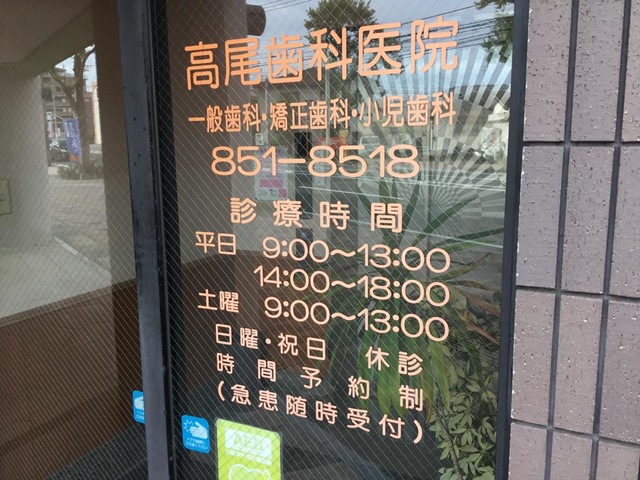 高尾歯科医院
一般歯科・矯正歯科・小児歯科
851-8518
診療時間
平日 9:00～13:00
14:00～18:00
土曜 9:00～13:00
日曜・祝日 休診
時間予約制
(急患随時受付)